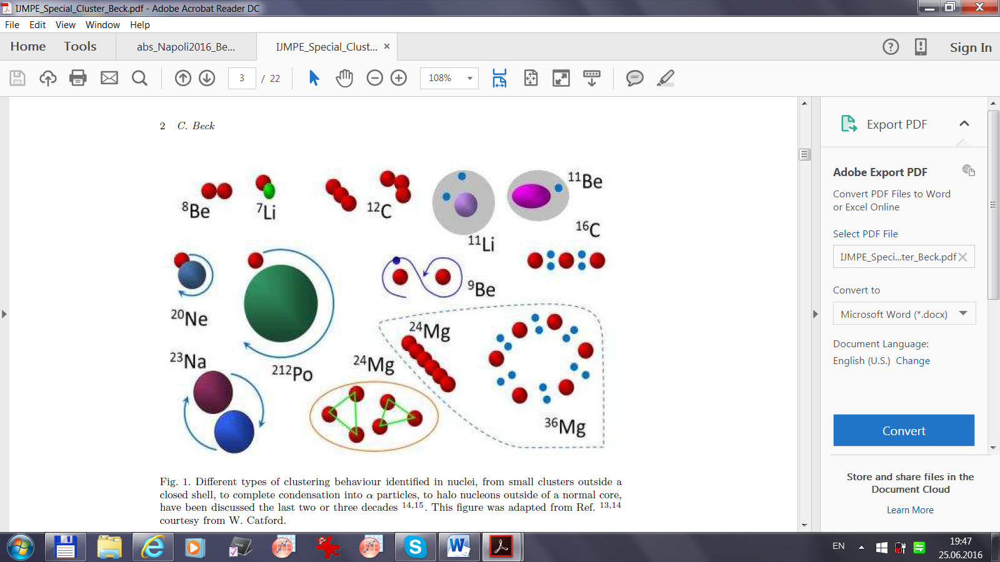 IJMPE_Special_Cluster_Beck.pdf - Adobe Acrobat Reader DC
File Edit View Window Help
Home Tools abs_Napoli2016_Be... IJMPE_Special_Clust... × Sign In
3 / 22 108%
2 C. Beck
⁸Be
⁷Li
¹²C
¹¹Li
¹¹Be
¹⁶C
²⁰Ne
²¹²Po
⁹Be
²⁴Mg
²³Na
²⁴Mg
³⁶Mg
Fig. 1. Different types of clustering behaviour identified in nuclei, from small clusters outside a
closed shell, to complete condensation into α particles, to halo nucleons outside of a normal core,
have been discussed the last two or three decades ¹⁴,¹⁵. This figure was adapted from Ref. ¹³,¹⁴
courtesy from W. Catford.
Export PDF
Adobe Export PDF
Convert PDF Files to Word
or Excel Online
Select PDF File
IJMPE_Speci...ter_Beck.pdf
Convert to
Microsoft Word (*.docx)
Document Language:
English (U.S.) Change
Convert
Store and share files in the
Document Cloud
Learn More
EN
19:47
25.06.2016